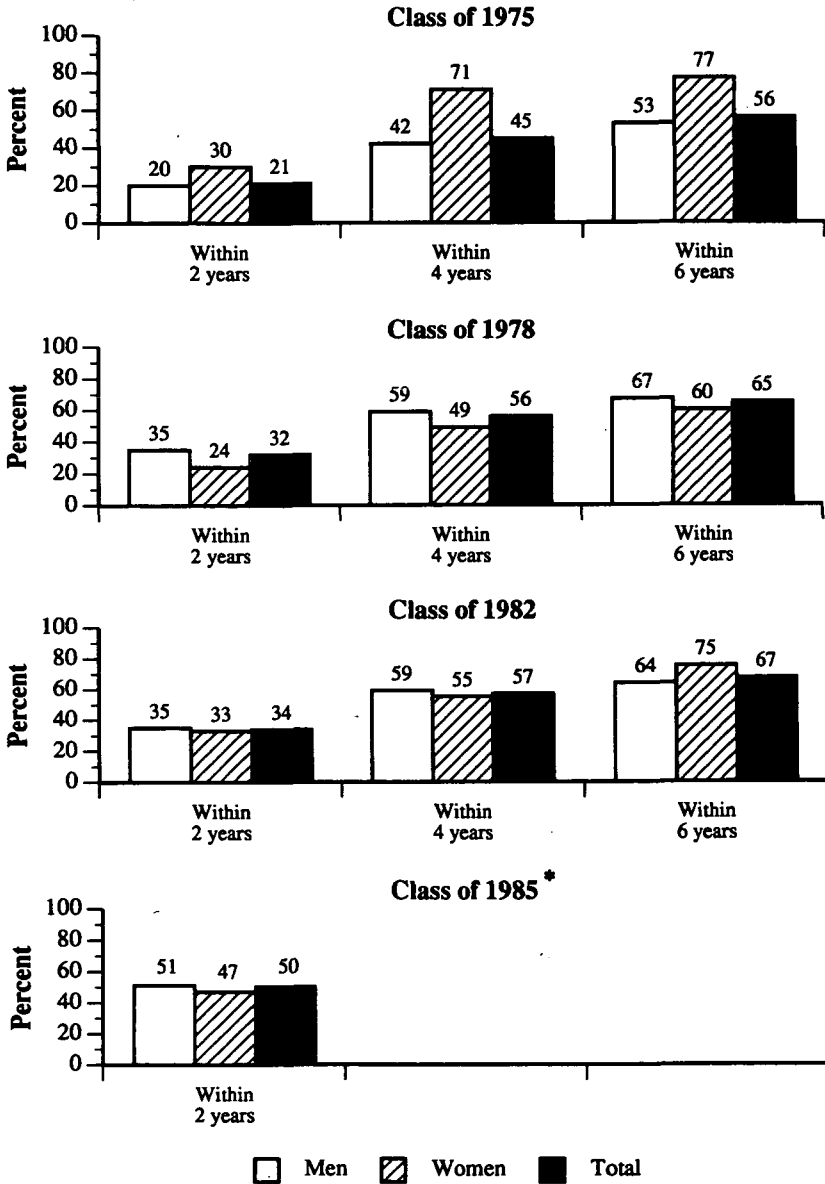 Class of 1975
Percent
100
80
60
40
20
0
20 30 21
42 71 45
53 77 56
Within
2 years
Within
4 years
Within
6 years
Class of 1978
Percent
100
80
60
40
20
0
35 24 32
59 49 56
67 60 65
Within
2 years
Within
4 years
Within
6 years
Class of 1982
Percent
100
80
60
40
20
0
35 33 34
59 55 57
64 75 67
Within
2 years
Within
4 years
Within
6 years
Class of 1985 *
Percent
100
80
60
40
20
0
51 47 50
Within
2 years
Men Women Total